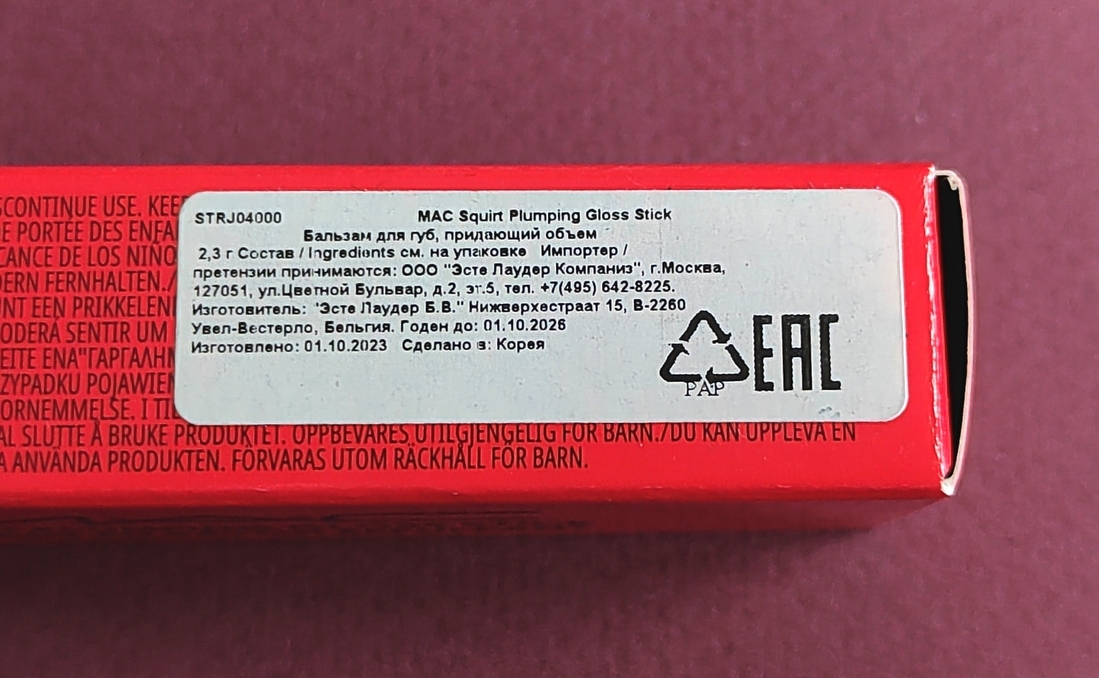 SCONTINUE USE. KEE
DE PORTÉE DES ENFA
CANCE DE LOS NIÑO
DERN FERNHALTEN./
UNT EEN PRIKKELEN
ODERÁ SENTIR UM
ΕΙΤΕ ΕΝΑ"ΓΑΡΓΑΛΗΜ
ZYPADKU POJAWIEN
ORNEMMELSE. I TIL
AL SLUTTE Å BRUKE PRODUKTET. OPPBEVARES UTILGJENGELIG FOR BARN./DU KAN UPPLEVA EN
A ANVÄNDA PRODUKTEN. FÖRVARAS UTOM RÄCKHÅLL FÖR BARN.
STRJ04000 MAC Squirt Plumping Gloss Stick
Бальзам для губ, придающий объем
2,3 г Состав / Ingredients см. на упаковке Импортер /
претензии принимаются: ООО "Эсте Лаудер Компаниз", г.Москва,
127051, ул.Цветной Бульвар, д.2, эт.5, тел. +7(495) 642-8225.
Изготовитель: "Эсте Лаудер Б.В." Нижверхестраат 15, В-2260
Увел-Вестерло, Бельгия. Годен до: 01.10.2026
Изготовлено: 01.10.2023 Сделано в: Корея
PAP
EAC